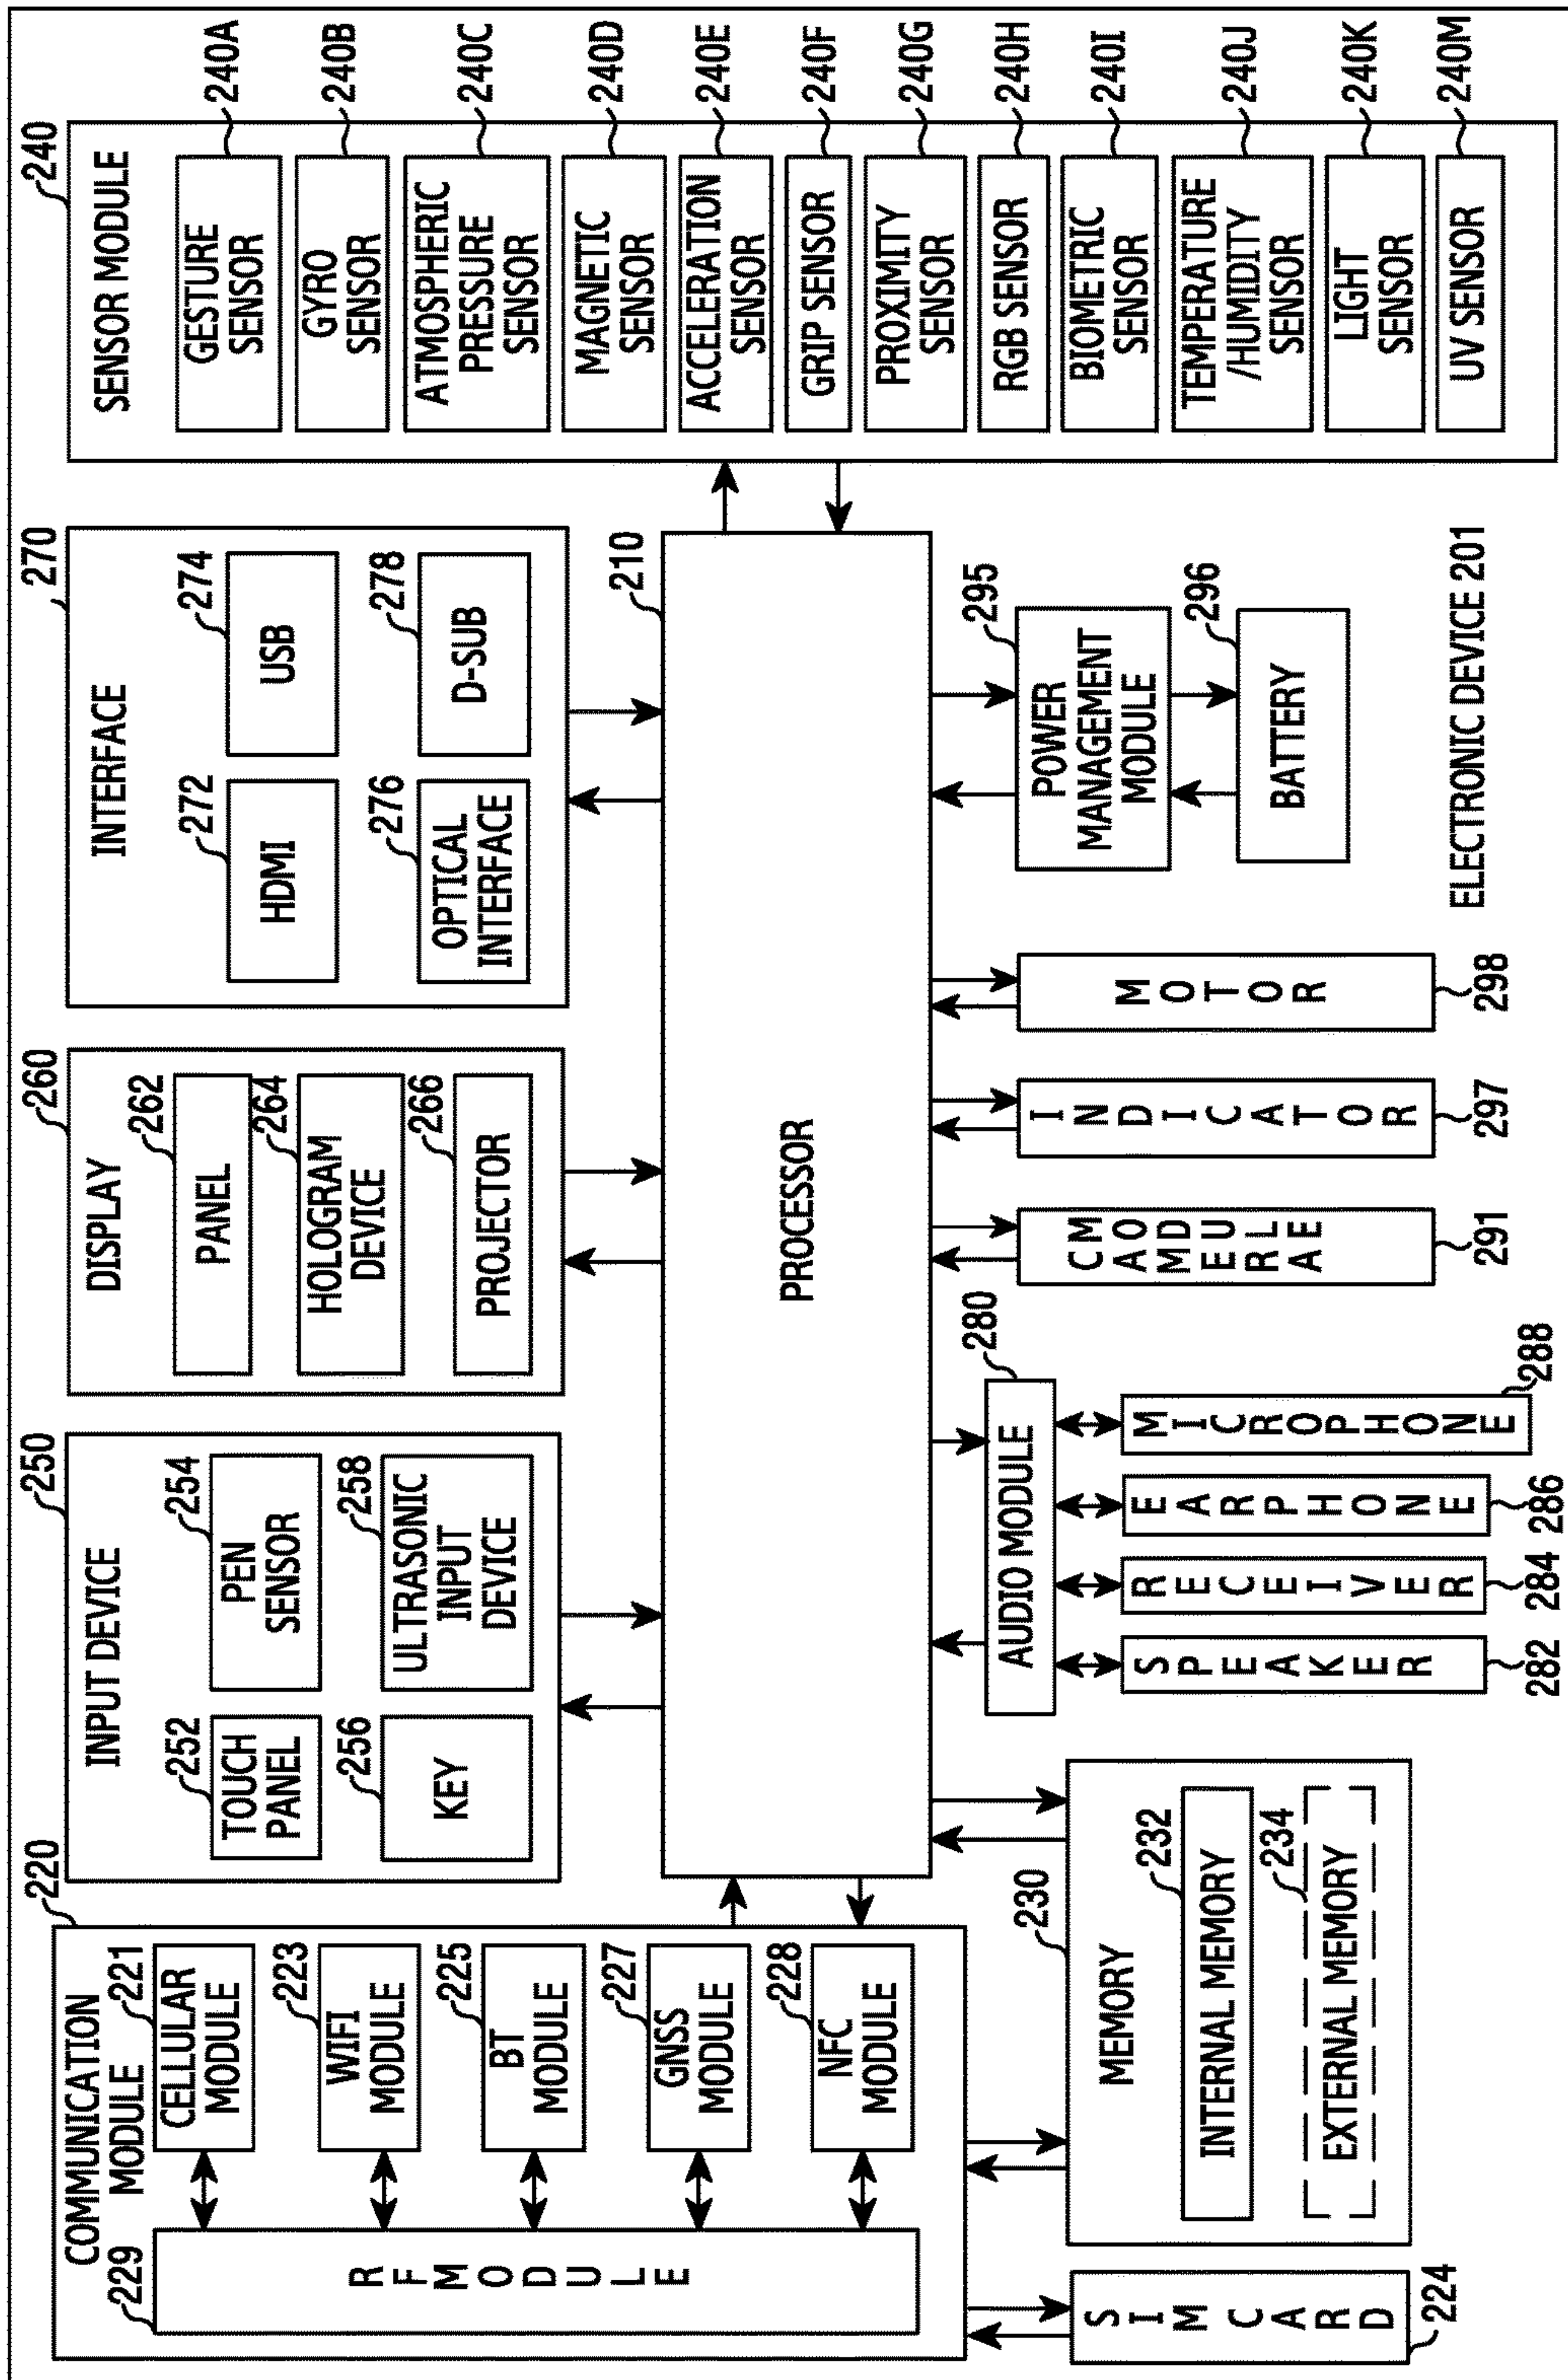 COMMUNICATION
MODULE
220
229
RF MODULE
221
CELLULAR
MODULE
223
WIFI
MODULE
225
BT
MODULE
227
GNSS
MODULE
228
NFC
MODULE
INPUT DEVICE
250
252
TOUCH
PANEL
254
PEN
SENSOR
256
KEY
258
ULTRASONIC
INPUT
DEVICE
DISPLAY
260
262
PANEL
264
HOLOGRAM
DEVICE
266
PROJECTOR
INTERFACE
270
272
HDMI
274
USB
276
OPTICAL
INTERFACE
278
D-SUB
SENSOR MODULE
240
GESTURE
SENSOR
240A
GYRO
SENSOR
240B
ATMOSPHERIC
PRESSURE
SENSOR
240C
MAGNETIC
SENSOR
240D
ACCELERATION
SENSOR
240E
GRIP SENSOR
240F
PROXIMITY
SENSOR
240G
RGB SENSOR
240H
BIOMETRIC
SENSOR
240I
TEMPERATURE
/HUMIDITY
SENSOR
240J
LIGHT
SENSOR
240K
UV SENSOR
240M
PROCESSOR
210
SIM CARD
224
MEMORY
230
232
INTERNAL MEMORY
234
EXTERNAL MEMORY
AUDIO MODULE
280
SPEAKER
282
RECEIVER
284
EARPHONE
286
MICROPHONE
288
CAMERA
MODULE
291
INDICATOR
297
MOTOR
298
POWER
MANAGEMENT
MODULE
295
BATTERY
296
ELECTRONIC DEVICE 201